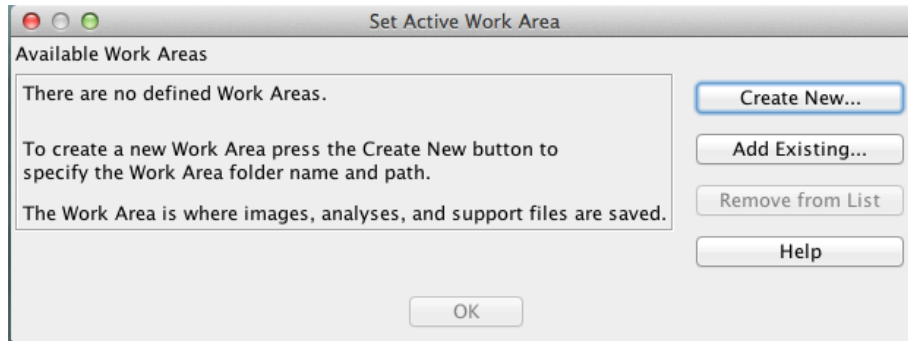 Set Active Work Area
Available Work Areas
There are no defined Work Areas.
To create a new Work Area press the Create New button to
specify the Work Area folder name and path.
The Work Area is where images, analyses, and support files are saved.
Create New...
Add Existing...
Remove from List
Help
OK